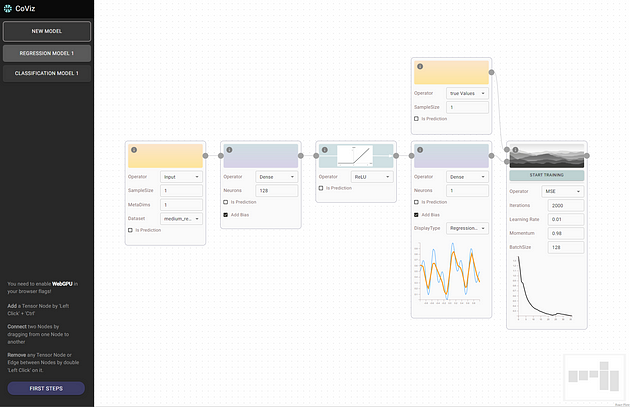 CoViz
NEW MODEL
REGRESSION MODEL 1
CLASSIFICATION MODEL 1
You need to enable WebGPU in
your browser flags!
Add a Tensor Node by 'Left
Click' + 'Ctrl'
Connect two Nodes by
dragging from one Node to
another
Remove any Tensor Node or
Edge between Nodes by double
'Left Click' on it.
FIRST STEPS
Operator Input
SampleSize 1
MetaDims 1
Dataset medium_re...
Is Prediction
Operator Dense
Neurons 128
Is Prediction
Add Bias
Operator ReLU
Is Prediction
Operator true Values
SampleSize 1
Is Prediction
Operator Dense
Neurons 1
Is Prediction
Add Bias
DisplayType Regression...
START TRAINING
Operator MSE
Iterations 2000
Learning Rate 0.01
Momentum 0.98
BatchSize 128
React Flow